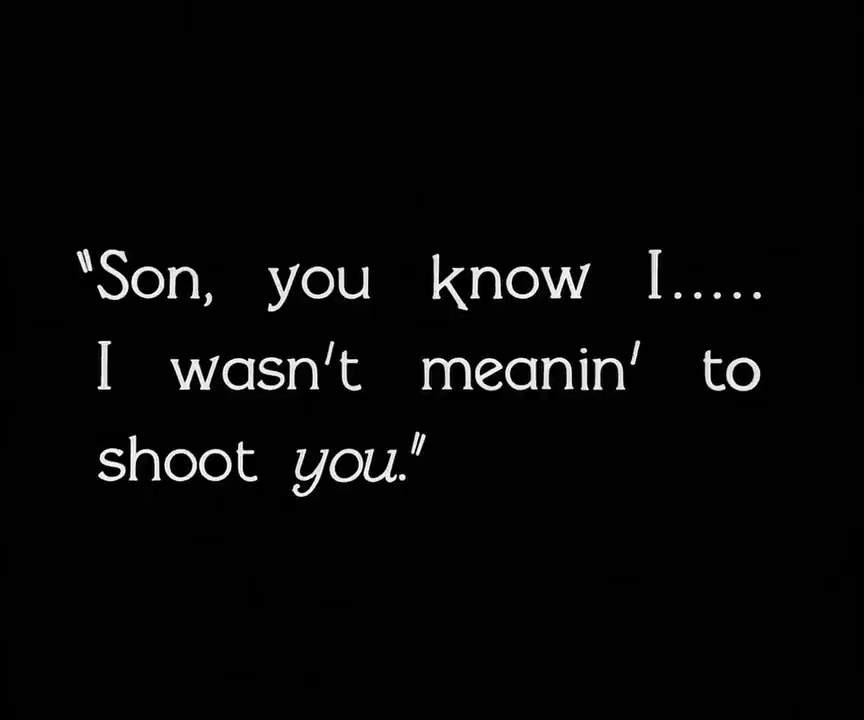 "Son, you know I.....
I wasn't meanin' to
shoot you."